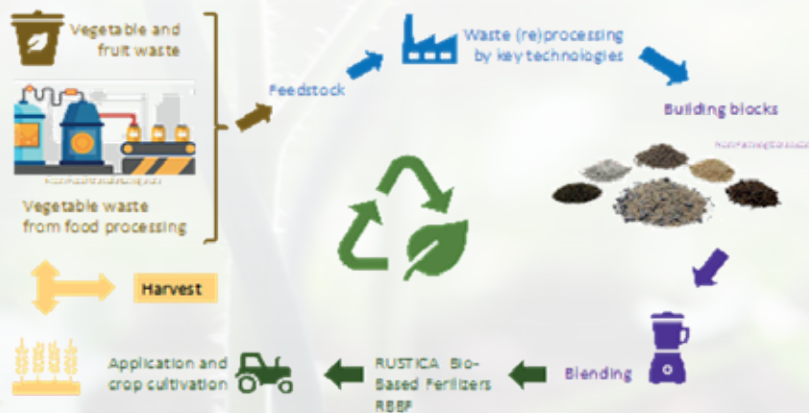 Vegetable and
fruit waste
Vegetable waste
from food processing
Feedstock
Waste (re)processing
by key technologies
Building blocks
Blending
RUSTICA Bio-
Based Ferilizers
RBBF
Application and
crop cultivation
Harvest